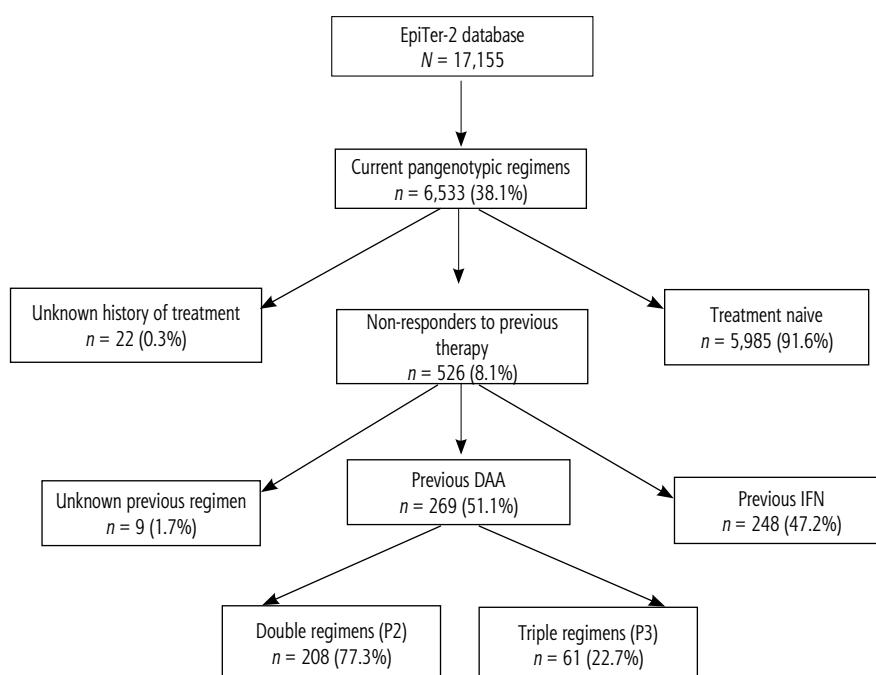 EpiTer-2 database
N = 17,155
Current pangenotypic regimens
n = 6,533 (38.1%)
Unknown history of treatment
n = 22 (0.3%)
Non-responders to previous
therapy
n = 526 (8.1%)
Treatment naive
n = 5,985 (91.6%)
Unknown previous regimen
n = 9 (1.7%)
Previous DAA
n = 269 (51.1%)
Previous IFN
n = 248 (47.2%)
Double regimens (P2)
n = 208 (77.3%)
Triple regimens (P3)
n = 61 (22.7%)